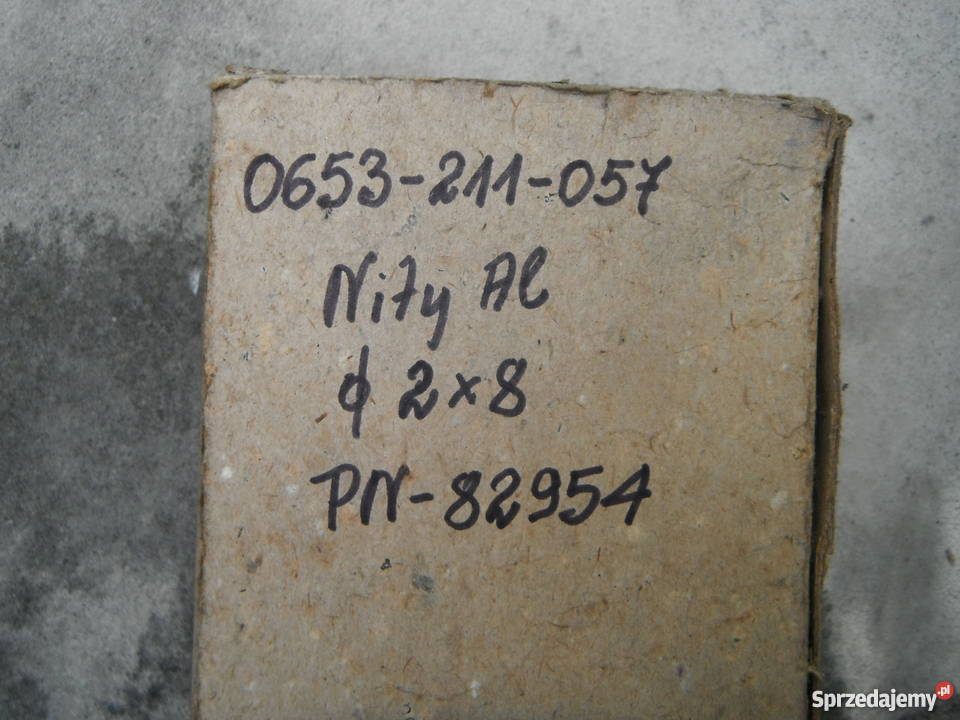 0653-211-057
Nity Al
ϕ 2×8
PN-82954
Sprzedajemy.pl